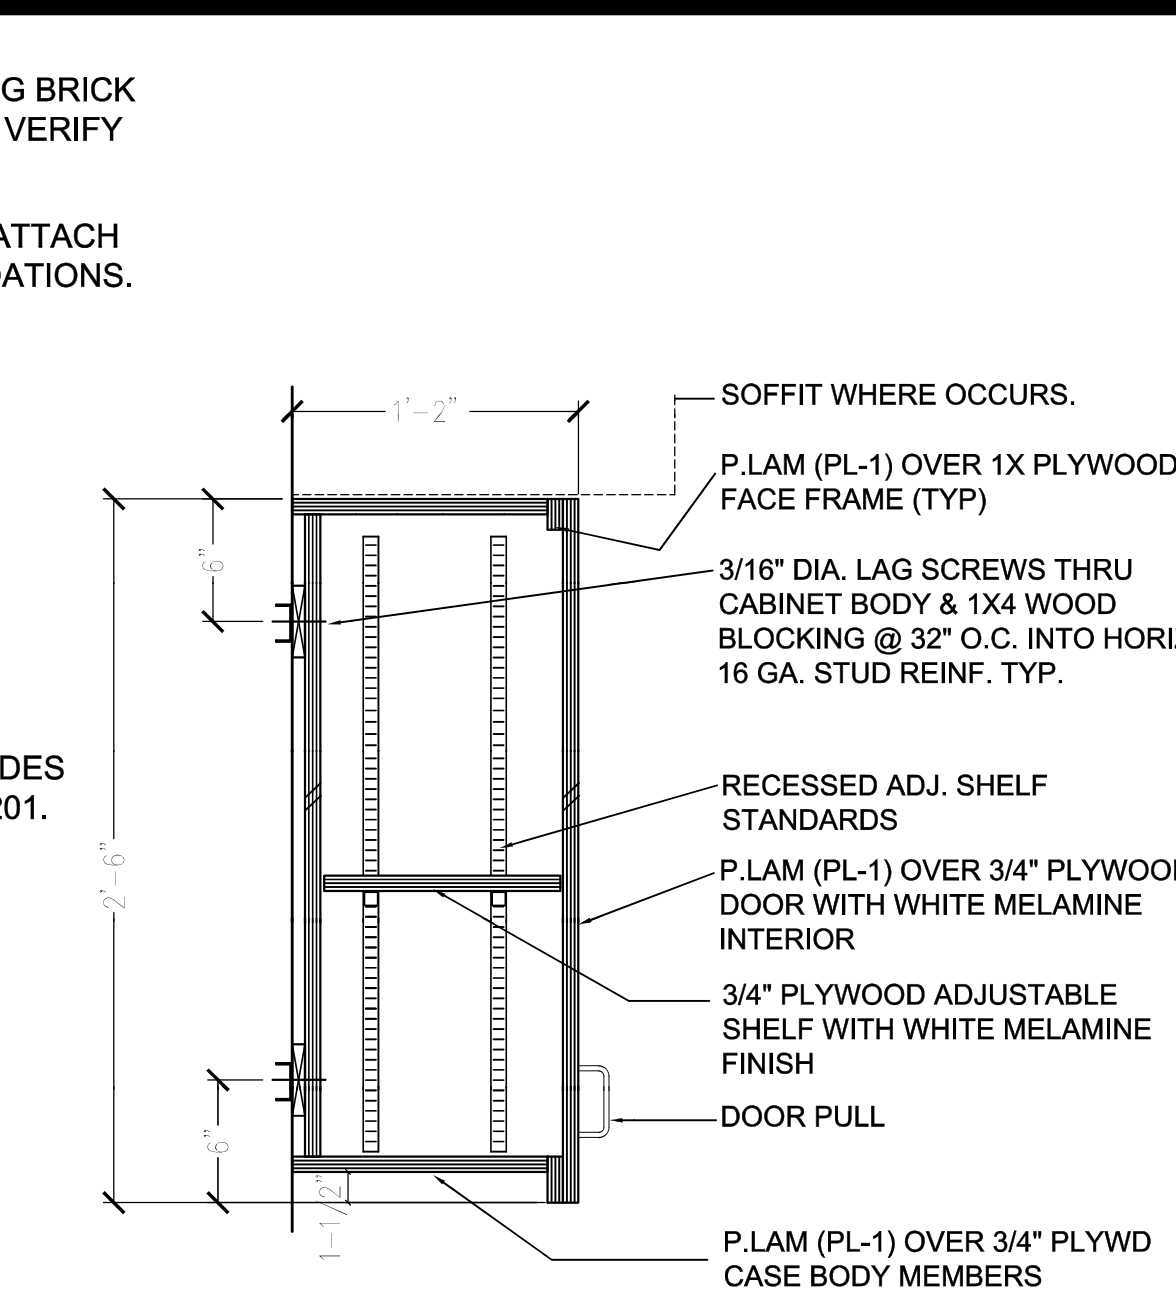 G BRICK
VERIFY
ATTACH
DATIONS.
DES
201.
1'-2"
6"
2'-6"
6"
1-1/2"
SOFFIT WHERE OCCURS.
P.LAM (PL-1) OVER 1X PLYWOOD
FACE FRAME (TYP)
3/16" DIA. LAG SCREWS THRU
CABINET BODY & 1X4 WOOD
BLOCKING @ 32" O.C. INTO HORIZ
16 GA. STUD REINF. TYP.
RECESSED ADJ. SHELF
STANDARDS
P.LAM (PL-1) OVER 3/4" PLYWOOD
DOOR WITH WHITE MELAMINE
INTERIOR
3/4" PLYWOOD ADJUSTABLE
SHELF WITH WHITE MELAMINE
FINISH
DOOR PULL
P.LAM (PL-1) OVER 3/4" PLYWD
CASE BODY MEMBERS